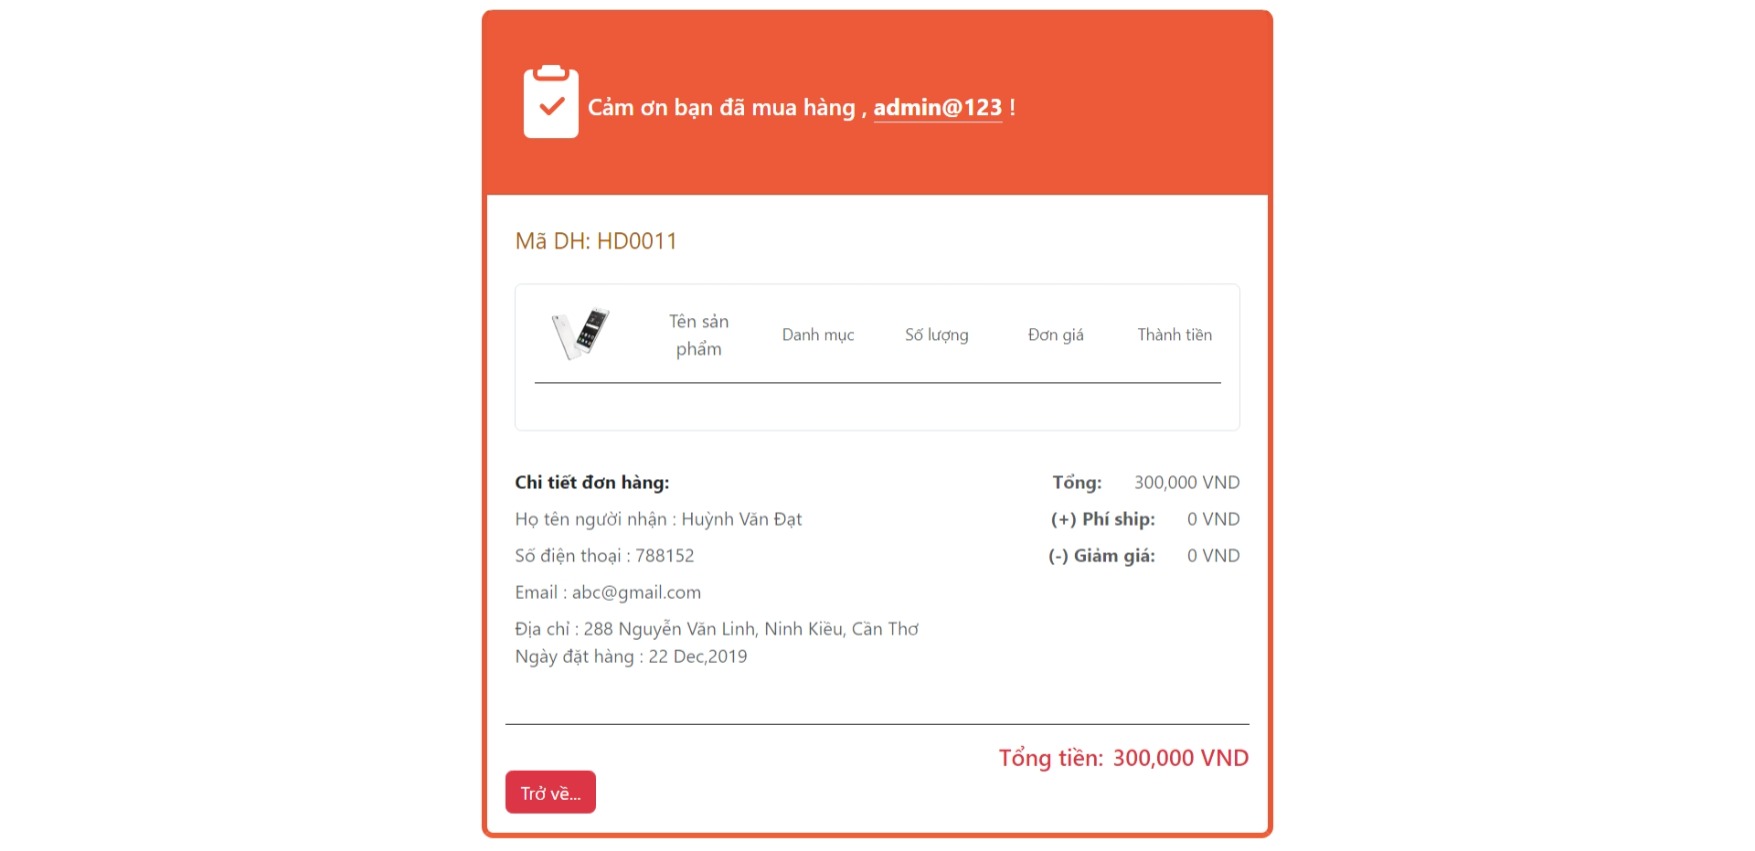 Cảm ơn bạn đã mua hàng , admin@123 !
Mã DH: HD0011
Tên sản
phẩm
Danh mục
Số lượng
Đơn giá
Thành tiền
Chi tiết đơn hàng:
Tổng: 300,000 VND
Họ tên người nhận : Huỳnh Văn Đạt
(+) Phí ship: 0 VND
Số điện thoại : 788152
(-) Giảm giá: 0 VND
Email : abc@gmail.com
Địa chỉ : 288 Nguyễn Văn Linh, Ninh Kiều, Cần Thơ
Ngày đặt hàng : 22 Dec,2019
Tổng tiền: 300,000 VND
Trở về...